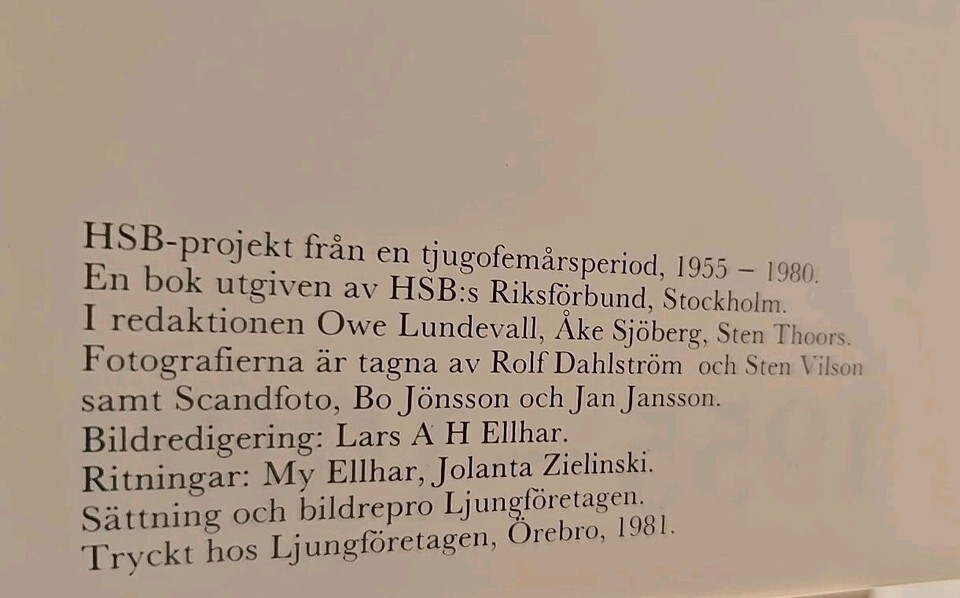 HSB-projekt från en tjugofemårsperiod, 1955 – 1980.
En bok utgiven av HSB:s Riksförbund, Stockholm.
I redaktionen Owe Lundevall, Åke Sjöberg, Sten Thoors.
Fotografierna är tagna av Rolf Dahlström och Sten Vilson
samt Scandfoto, Bo Jönsson och Jan Jansson.
Bildredigering: Lars A H Ellhar.
Ritningar: My Ellhar, Jolanta Zielinski.
Sättning och bildrepro Ljungföretagen.
Tryckt hos Ljungföretagen, Örebro, 1981.